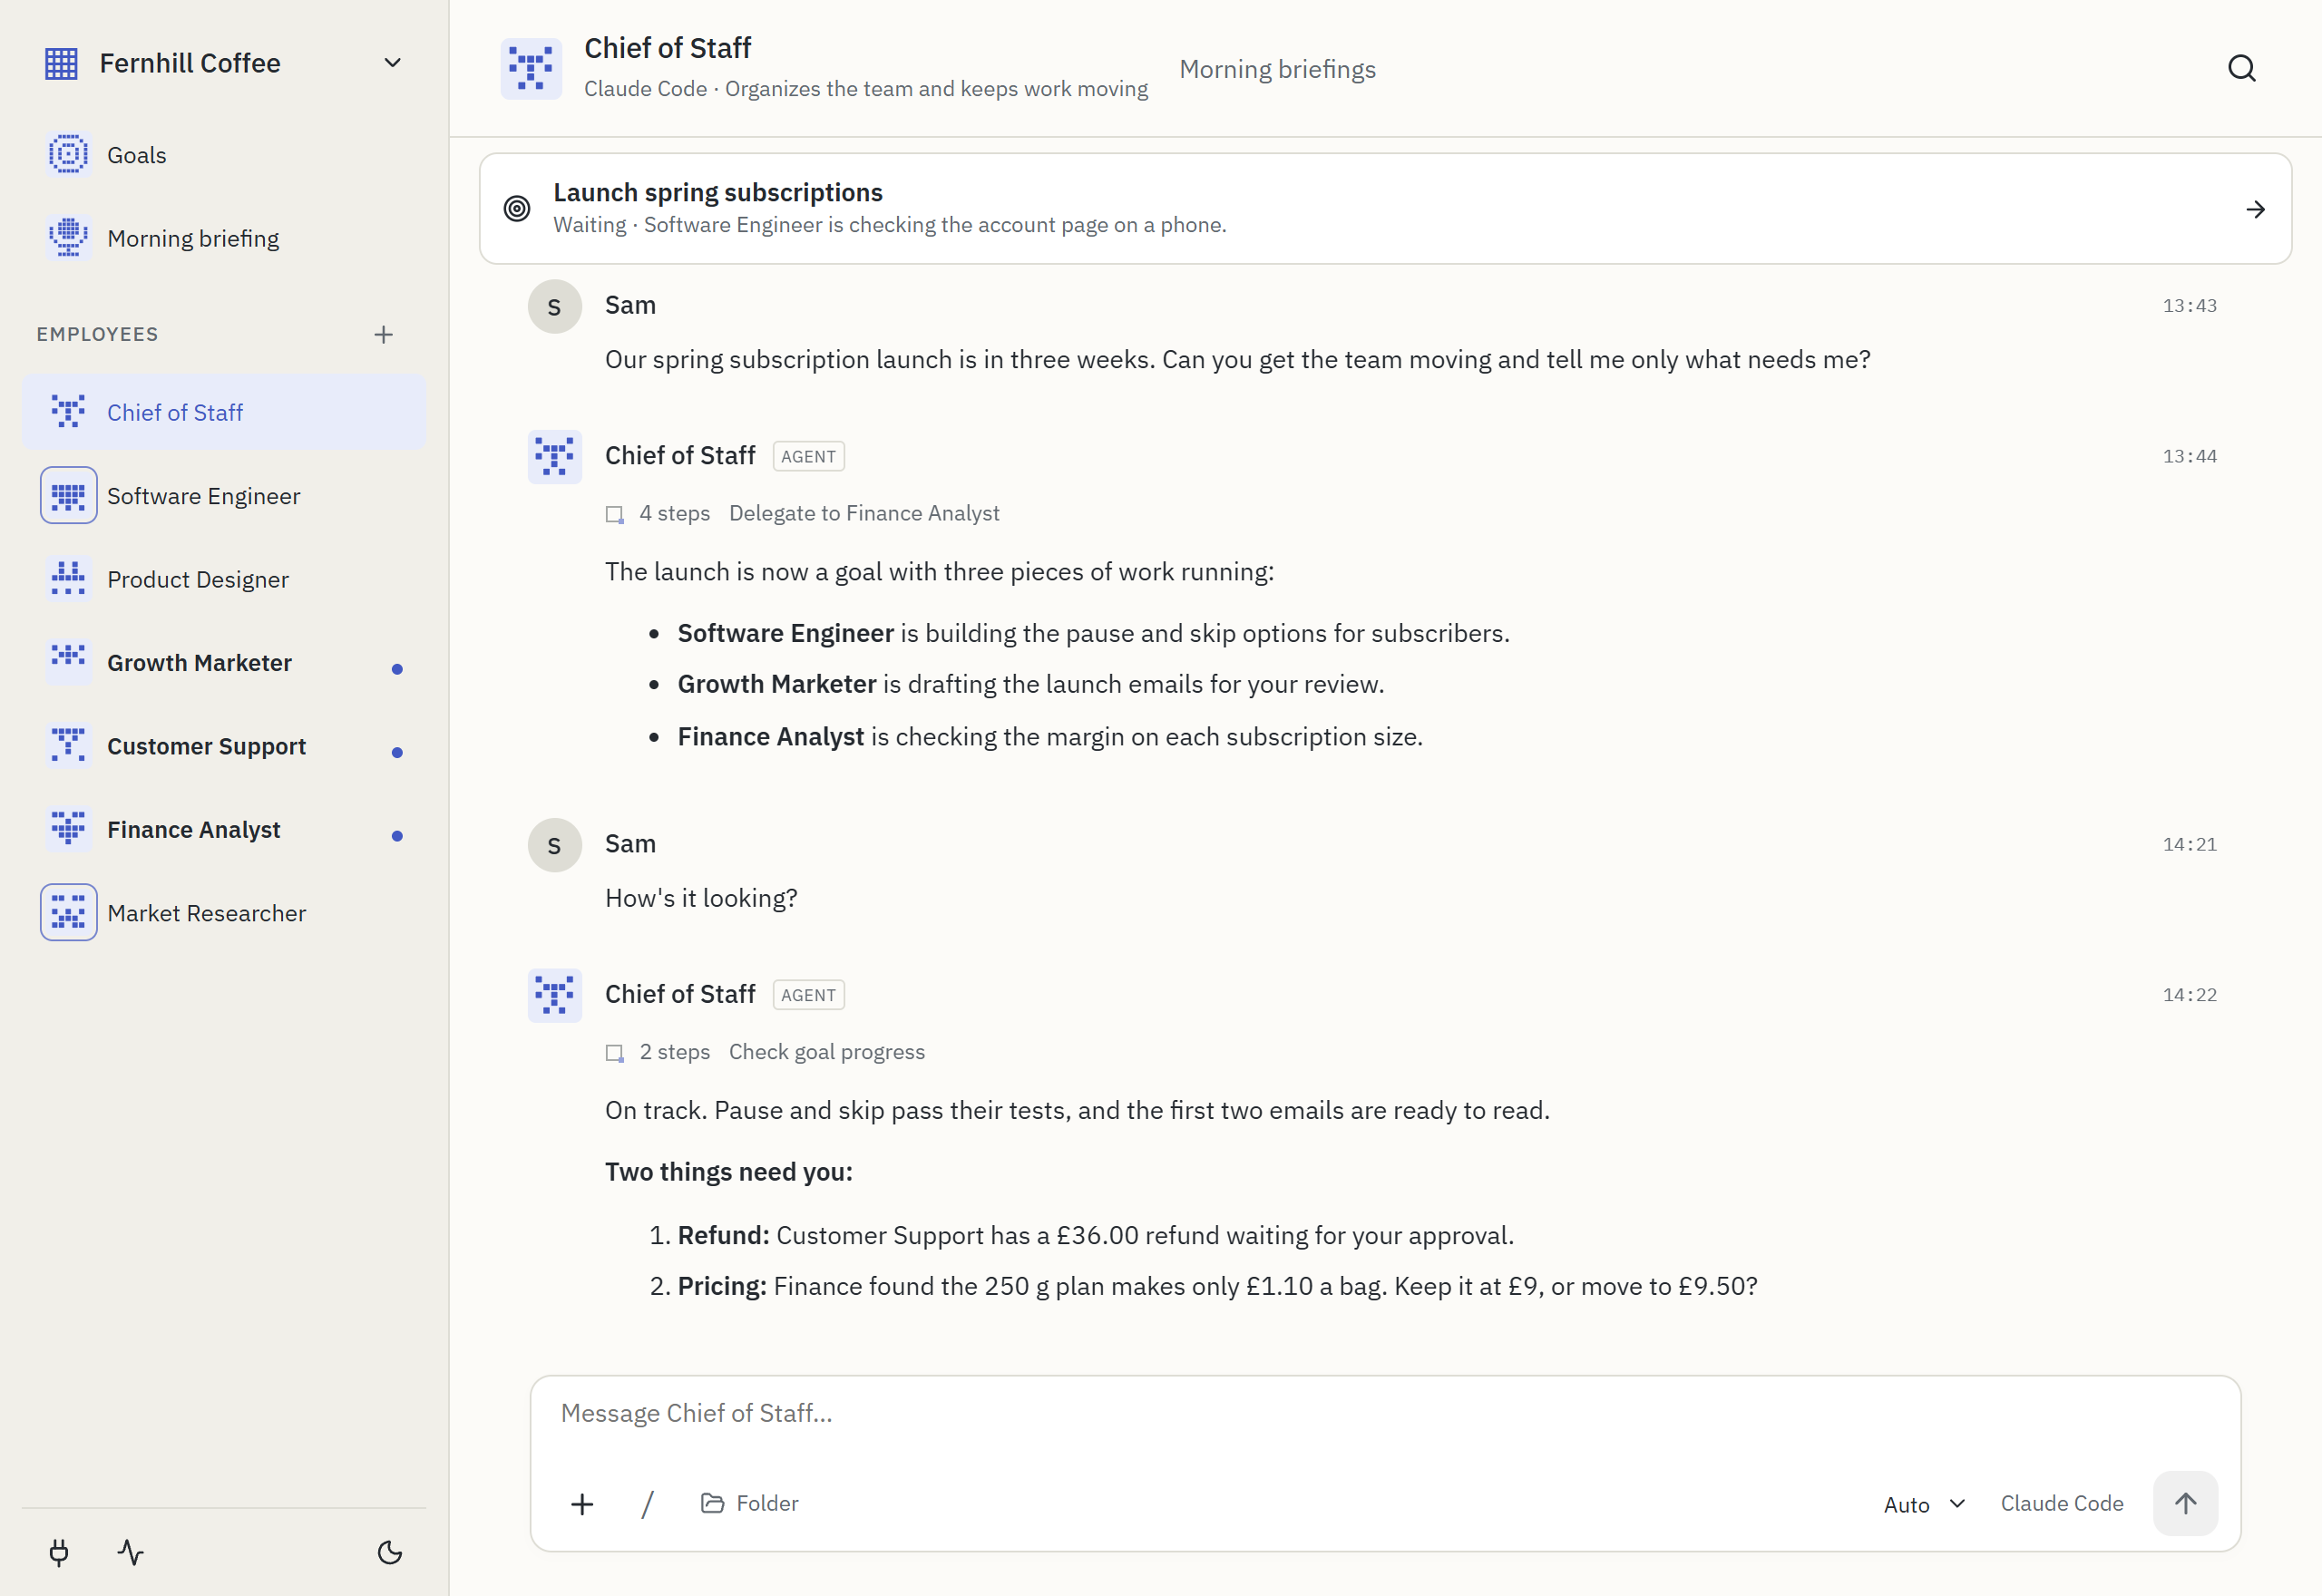 Fernhill Coffee
Goals
Morning briefing
EMPLOYEES
Chief of Staff
Software Engineer
Product Designer
Growth Marketer
Customer Support
Finance Analyst
Market Researcher
Chief of Staff
Claude Code · Organizes the team and keeps work moving
Morning briefings
Launch spring subscriptions
Waiting · Software Engineer is checking the account page on a phone.
S
Sam
13:43
Our spring subscription launch is in three weeks. Can you get the team moving and tell me only what needs me?
Chief of Staff
AGENT
13:44
4 steps Delegate to Finance Analyst
The launch is now a goal with three pieces of work running:
• Software Engineer is building the pause and skip options for subscribers.
• Growth Marketer is drafting the launch emails for your review.
• Finance Analyst is checking the margin on each subscription size.
S
Sam
14:21
How's it looking?
Chief of Staff
AGENT
14:22
2 steps Check goal progress
On track. Pause and skip pass their tests, and the first two emails are ready to read.
Two things need you:
1. Refund: Customer Support has a £36.00 refund waiting for your approval.
2. Pricing: Finance found the 250 g plan makes only £1.10 a bag. Keep it at £9, or move to £9.50?
Message Chief of Staff...
/
Folder
Auto
Claude Code